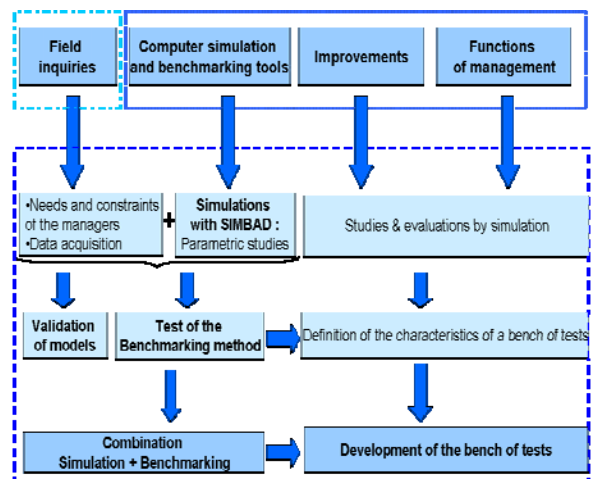 Field
inquiries
Computer simulation
and benchmarking tools
Improvements
Functions
of management
•Needs and constraints
of the managers
•Data acquisition
+
Simulations
with SIMBAD :
Parametric studies
Studies & evaluations by simulation
Validation
of models
Test of the
Benchmarking method
Definition of the characteristics of a bench of tests
Combination
Simulation + Benchmarking
Development of the bench of tests